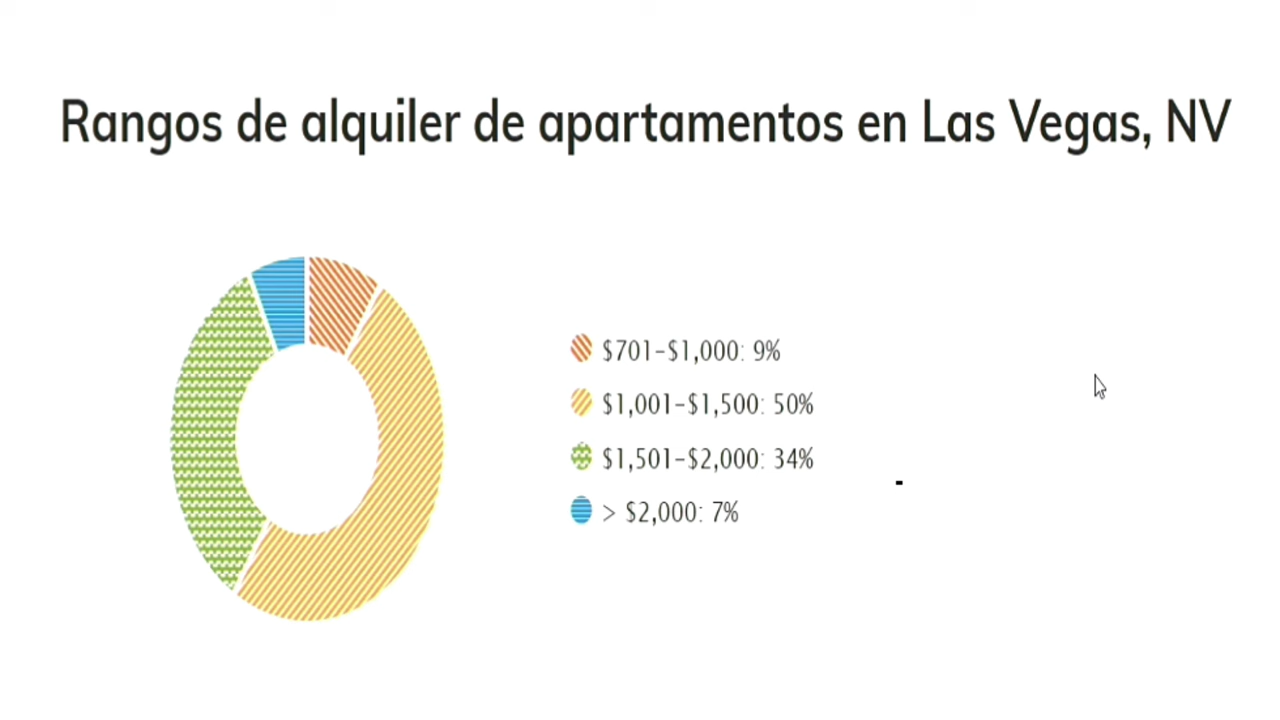 Rangos de alquiler de apartamentos en Las Vegas, NV
$701-$1,000: 9%
$1,001-$1,500: 50%
$1,501-$2,000: 34%
> $2,000: 7%